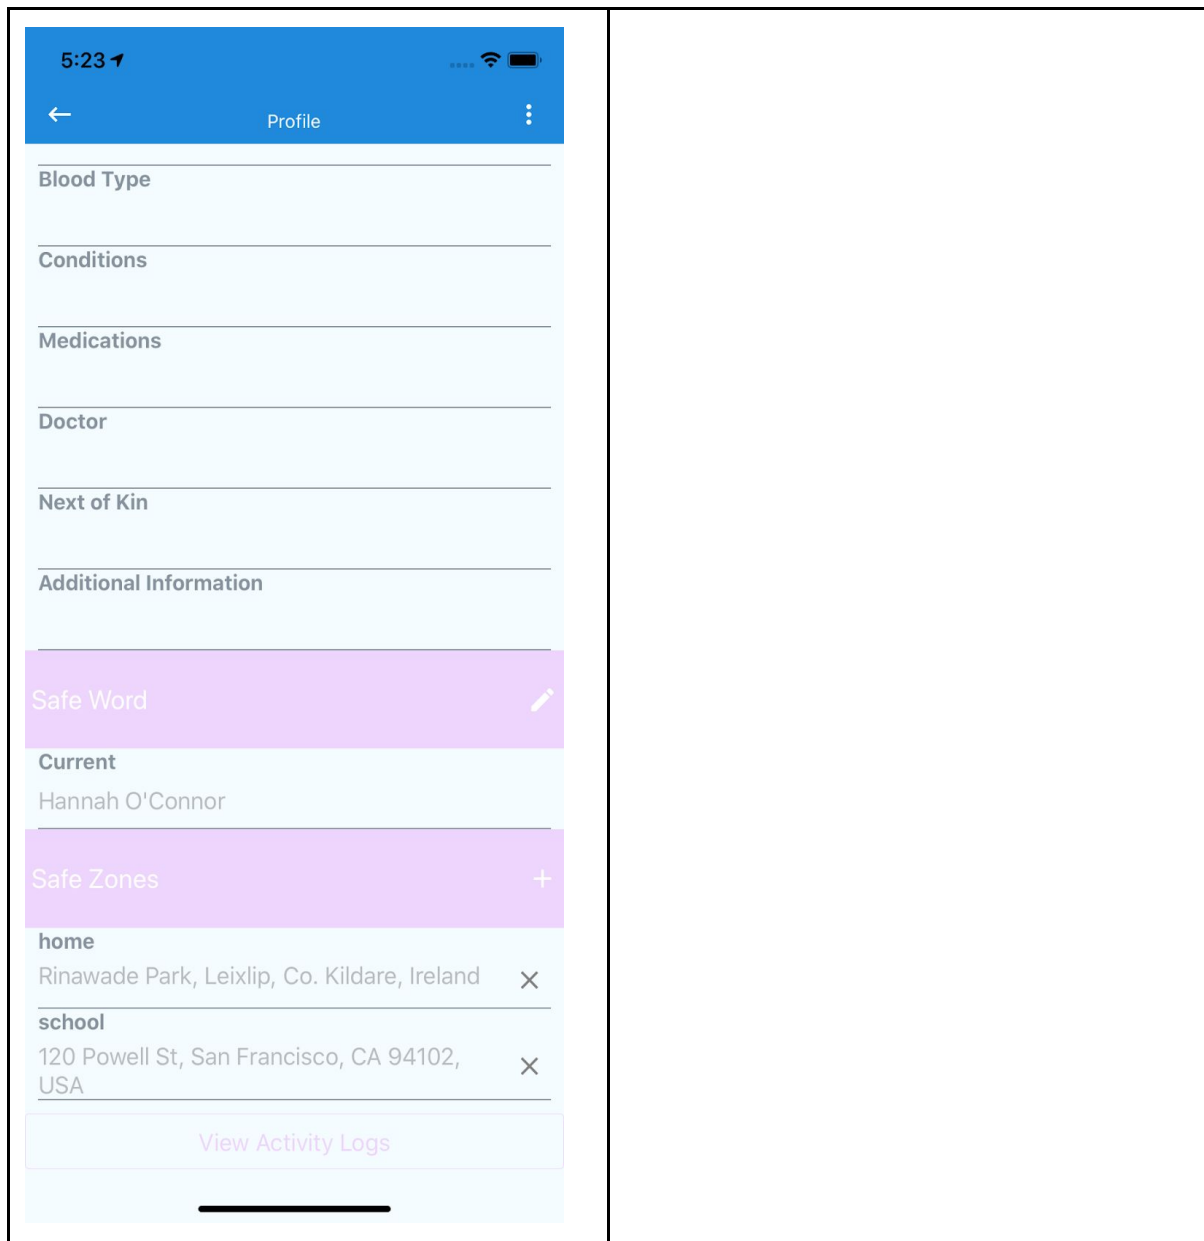 5:23
Profile
Blood Type
Conditions
Medications
Doctor
Next of Kin
Additional Information
Safe Word
Current
Hannah O'Connor
Safe Zones
home
Rinawade Park, Leixlip, Co. Kildare, Ireland
school
120 Powell St, San Francisco, CA 94102,
USA
View Activity Logs